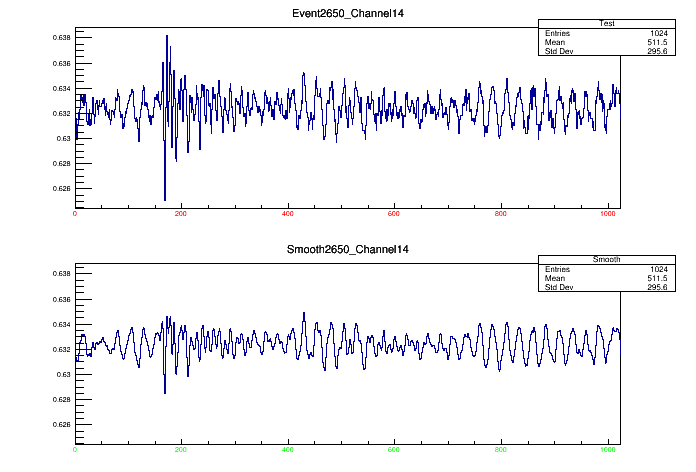 Event2650_Channel14
Test
Entries 1024
Mean 511.5
Std Dev 295.6
0.638
0.636
0.634
0.632
0.63
0.628
0.626
0 200 400 600 800 1000
Smooth2650_Channel14
Smooth
Entries 1024
Mean 511.5
Std Dev 295.6
0.638
0.636
0.634
0.632
0.63
0.628
0.626
0 200 400 600 800 1000